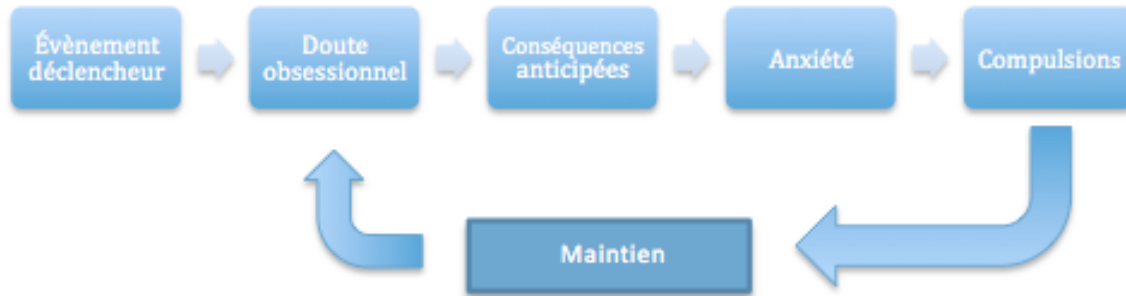 Évènement
déclencheur
Doute
obsessionnel
Conséquences
anticipées
Anxiété
Compulsions
Maintien